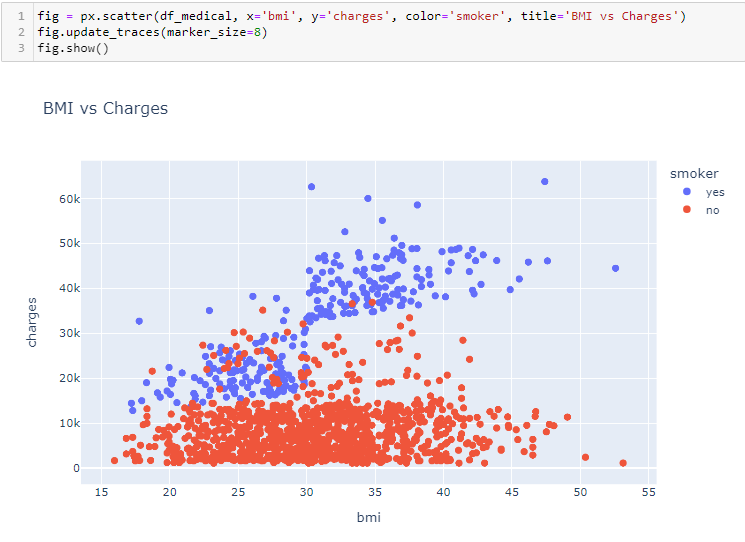 1 fig = px.scatter(df_medical, x='bmi', y='charges', color='smoker', title='BMI vs Charges')
2 fig.update_traces(marker_size=8)
3 fig.show()
BMI vs Charges
smoker
yes
no
60k
50k
40k
30k
20k
10k
0
charges
15 20 25 30 35 40 45 50 55
bmi